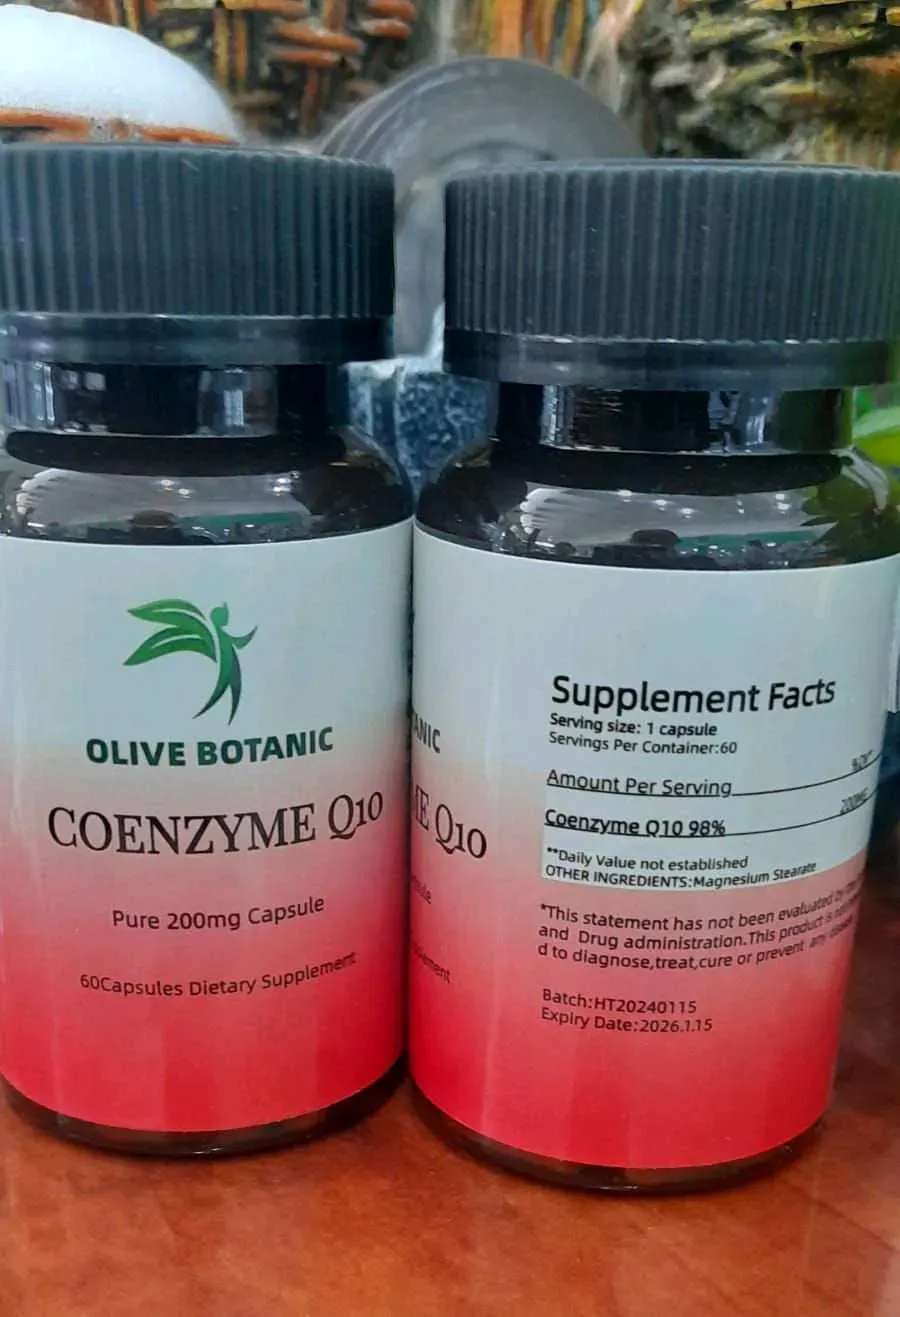 OLIVE BOTANIC
COENZYME Q10
Pure 200mg Capsule
60Capsules Dietary Supplement
ANIC
E Q10
Supplement Facts
Serving size: 1 capsule
Servings Per Container:60
Amount Per Serving
Coenzyme Q10 98% 200MG
**Daily Value not established
OTHER INGREDIENTS:Magnesium Stearate
*This statement has not been evaluated by
and Drug administration.This product is
d to diagnose,treat,cure or prevent any
Batch:HT20240115
Expiry Date:2026.1.15